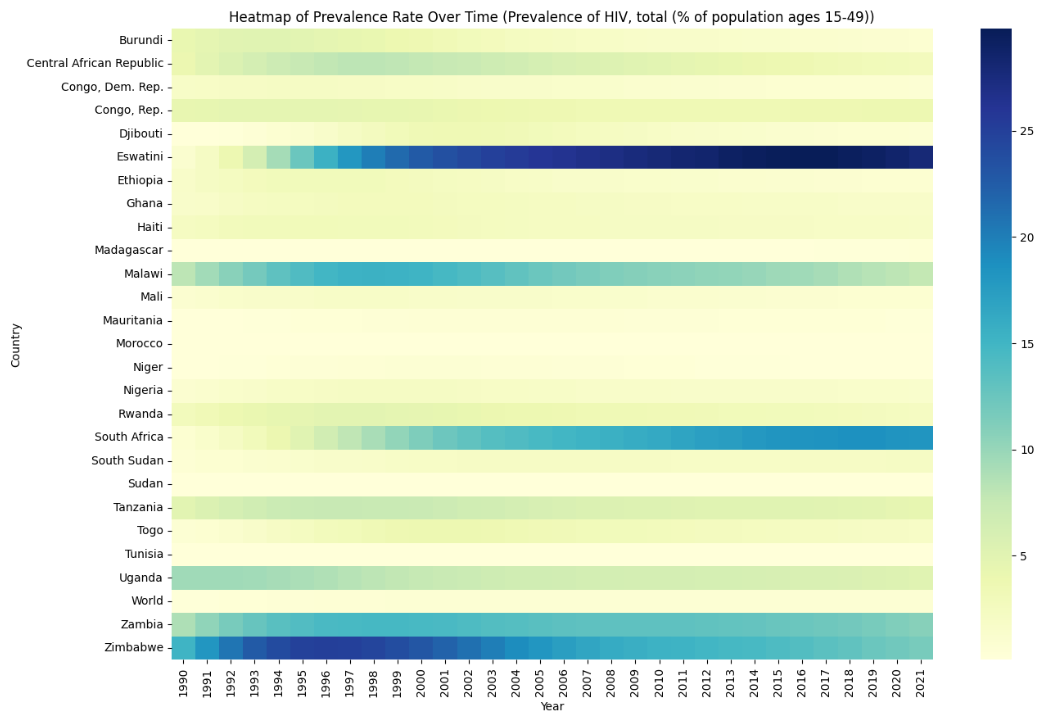 Heatmap of Prevalence Rate Over Time (Prevalence of HIV, total (% of population ages 15-49))
Country
Burundi
Central African Republic
Congo, Dem. Rep.
Congo, Rep.
Djibouti
Eswatini
Ethiopia
Ghana
Haiti
Madagascar
Malawi
Mali
Mauritania
Morocco
Niger
Nigeria
Rwanda
South Africa
South Sudan
Sudan
Tanzania
Togo
Tunisia
Uganda
World
Zambia
Zimbabwe
1990 1991 1992 1993 1994 1995 1996 1997 1998 1999 2000 2001 2002 2003 2004 2005 2006 2007 2008 2009 2010 2011 2012 2013 2014 2015 2016 2017 2018 2019 2020 2021
Year
25
20
15
10
5